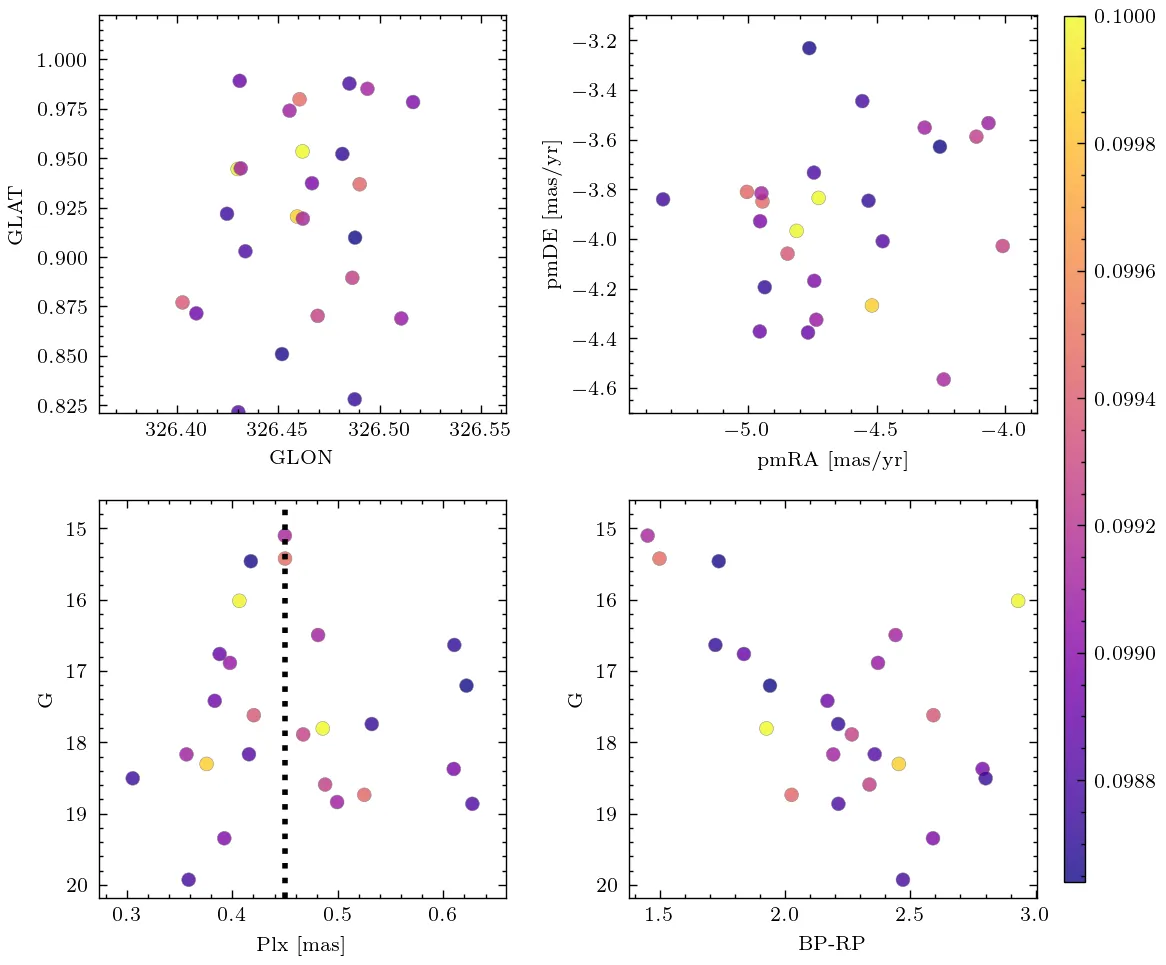 1.000
0.975
0.950
0.925
0.900
0.875
0.850
0.825
GLAT
326.40 326.45 326.50 326.55
GLON
−3.2
−3.4
−3.6
−3.8
−4.0
−4.2
−4.4
−4.6
pmDE [mas/yr]
−5.0 −4.5 −4.0
pmRA [mas/yr]
0.1000
0.0998
0.0996
0.0994
0.0992
0.0990
0.0988
15
16
17
18
19
20
G
0.3 0.4 0.5 0.6
Plx [mas]
15
16
17
18
19
20
G
1.5 2.0 2.5 3.0
BP-RP